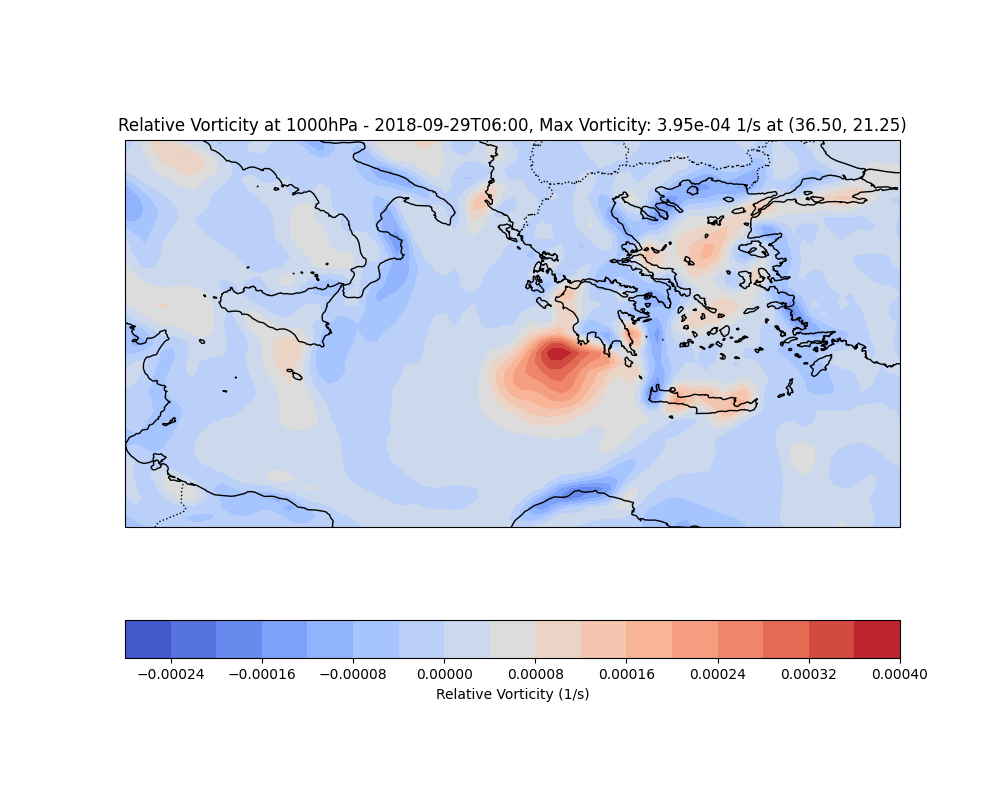 Relative Vorticity at 1000hPa - 2018-09-29T06:00, Max Vorticity: 3.95e-04 1/s at (36.50, 21.25)
−0.00024 −0.00016 −0.00008 0.00000 0.00008 0.00016 0.00024 0.00032 0.00040
Relative Vorticity (1/s)